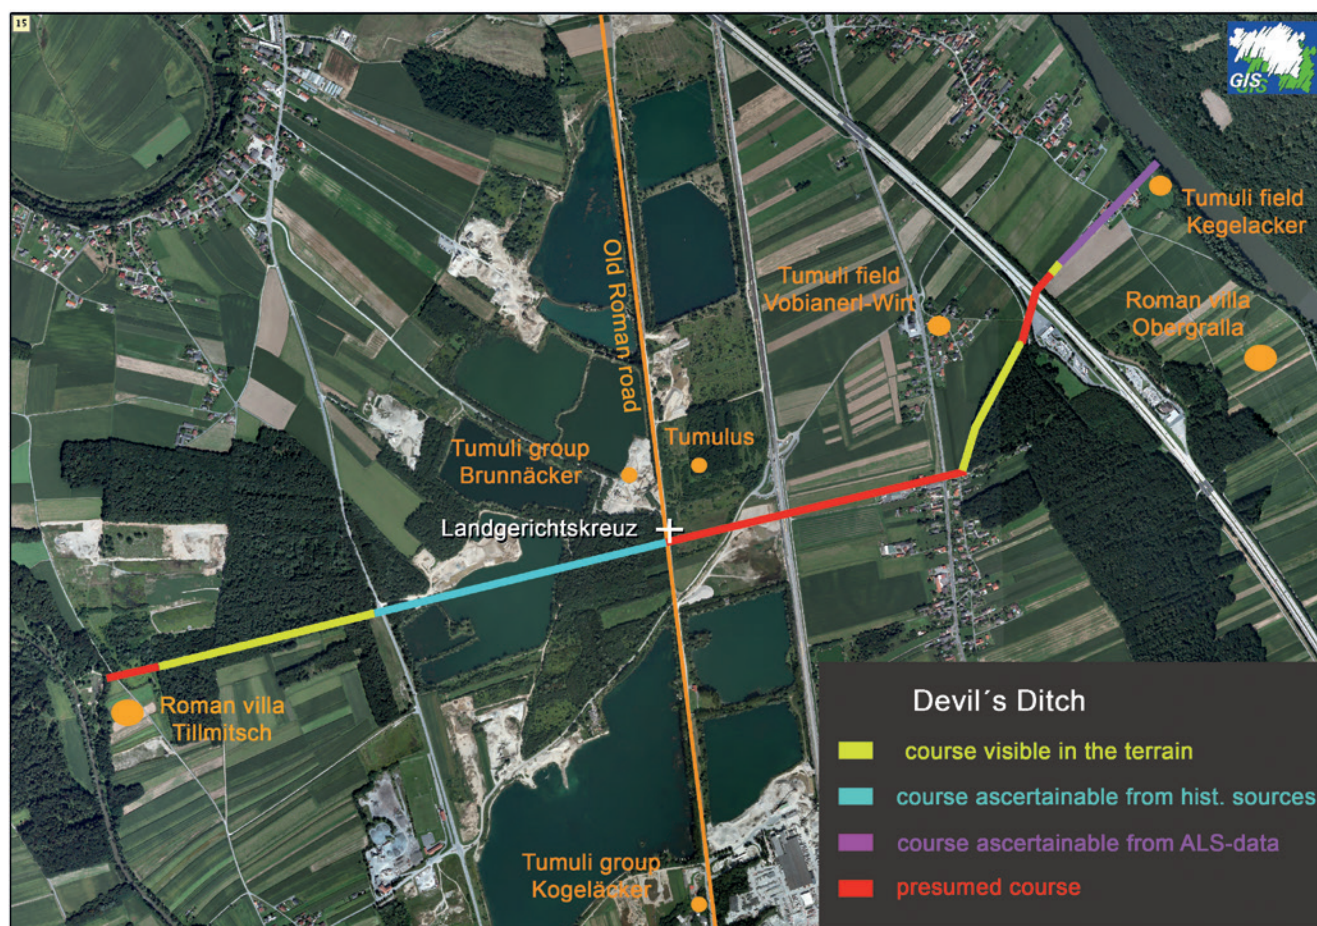 15
GIS
GIS
Old Roman road
Tumuli field
Kegelacker
Tumuli field
Vobianerl-Wirt
Roman villa
Obergralla
Tumuli group
Brunnäcker
Tumulus
Landgerichtskreuz
Roman villa
Tillmitsch
Tumuli group
Kogeläcker
Devil´s Ditch
course visible in the terrain
course ascertainable from hist. sources
course ascertainable from ALS-data
presumed course